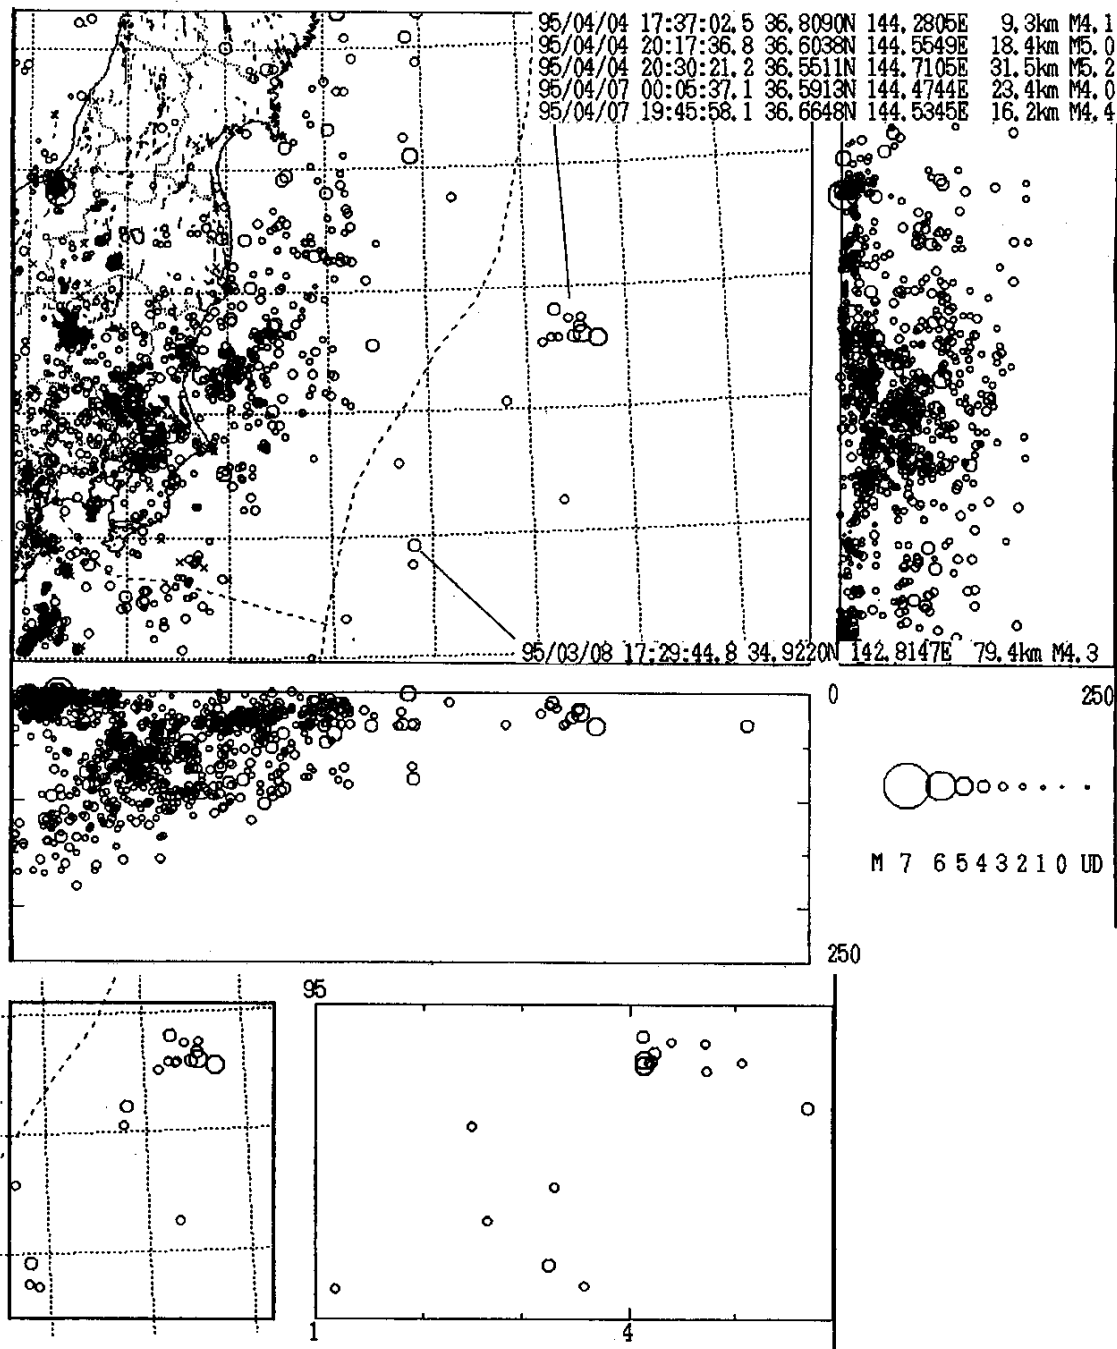 95/04/04 17:37:02.5 36.8090N 144.2805E 9.3km M4.1
95/04/04 20:17:36.8 36.6038N 144.5549E 18.4km M5.0
95/04/04 20:30:21.2 36.5511N 144.7105E 31.5km M5.2
95/04/07 00:05:37.1 36.5913N 144.4744E 23.4km M4.0
95/04/07 19:45:58.1 36.6648N 144.5345E 16.2km M4.4
95/03/08 17:29:44.8 34.9220N 142.8147E 79.4km M4.3
0 250
M 7 6 5 4 3 2 1 0 UD
250
95
1 4